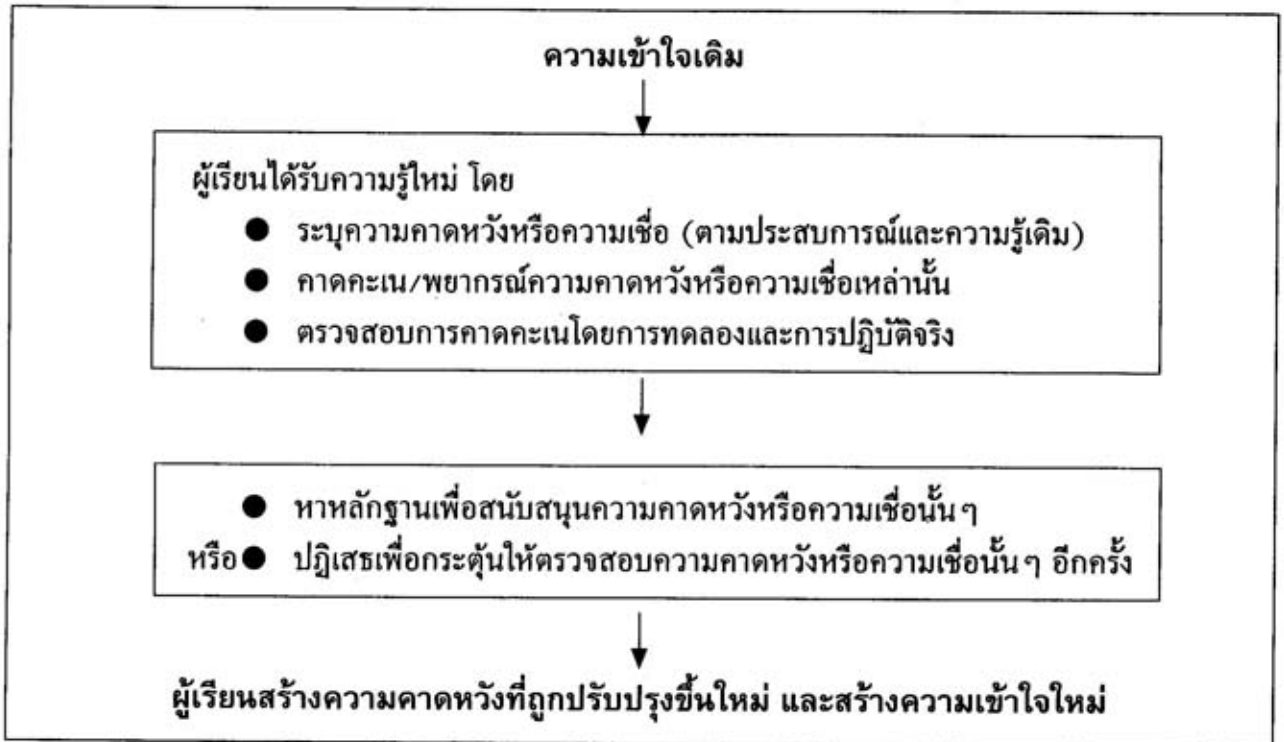 ความเข้าใจเดิม
ผู้เรียนได้รับความรู้ใหม่ โดย
● ระบุความคาดหวังหรือความเชื่อ (ตามประสบการณ์และความรู้เดิม)
● คาดคะเน/พยากรณ์ความคาดหวังหรือความเชื่อเหล่านั้น
● ตรวจสอบการคาดคะเนโดยการทดลองและการปฏิบัติจริง
● หาหลักฐานเพื่อสนับสนุนความคาดหวังหรือความเชื่อนั้นๆ
หรือ ● ปฏิเสธเพื่อกระตุ้นให้ตรวจสอบความคาดหวังหรือความเชื่อนั้นๆ อีกครั้ง
ผู้เรียนสร้างความคาดหวังที่ถูกปรับปรุงขึ้นใหม่ และสร้างความเข้าใจใหม่